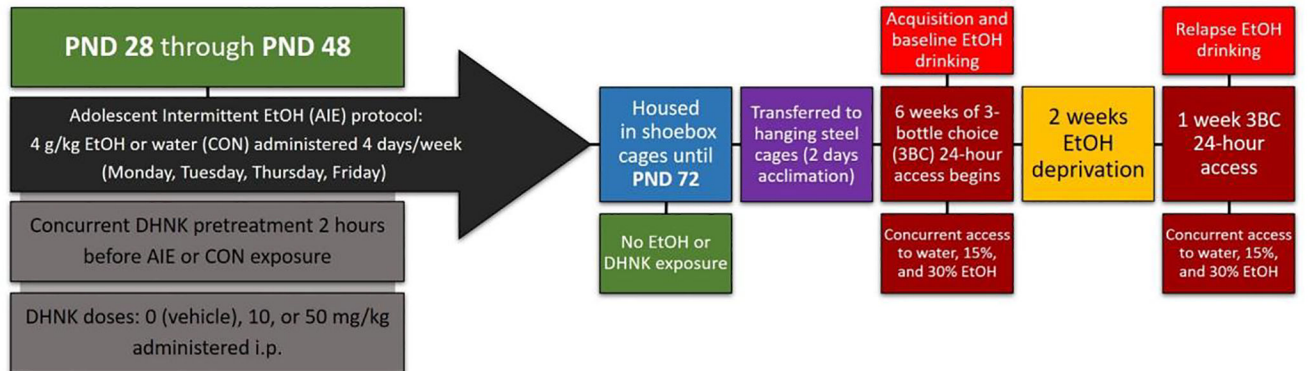 PND 28 through PND 48
Adolescent Intermittent EtOH (AIE) protocol:
4 g/kg EtOH or water (CON) administered 4 days/week
(Monday, Tuesday, Thursday, Friday)
Concurrent DHNK pretreatment 2 hours
before AIE or CON exposure
DHNK doses: 0 (vehicle), 10, or 50 mg/kg
administered i.p.
Housed
in shoebox
cages until
PND 72
No EtOH or
DHNK exposure
Transferred to
hanging steel
cages (2 days
acclimation)
Acquisition and
baseline EtOH
drinking
6 weeks of 3-
bottle choice
(3BC) 24-hour
access begins
Concurrent access
to water, 15%,
and 30% EtOH
2 weeks
EtOH
deprivation
Relapse EtOH
drinking
1 week 3BC
24-hour
access
Concurrent access
to water, 15%,
and 30% EtOH